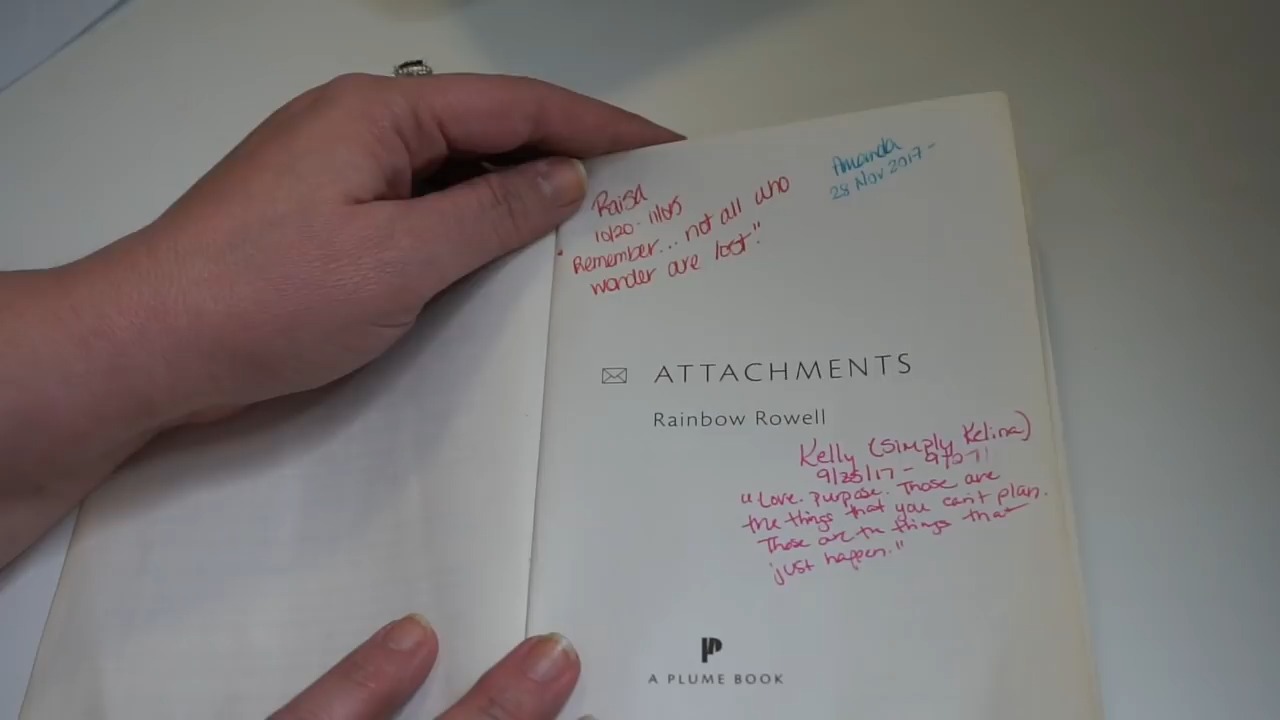 Raisa
10/20 - 11/05
"Remember... not all who
wander are lost."
Amanda
28 Nov 2017 -
ATTACHMENTS
Rainbow Rowell
Kelly (Simply Kelina)
9/25/17 - 9/27/
"Love. Purpose. Those are
the things that you can't plan.
Those are the things that
just happen."
A PLUME BOOK